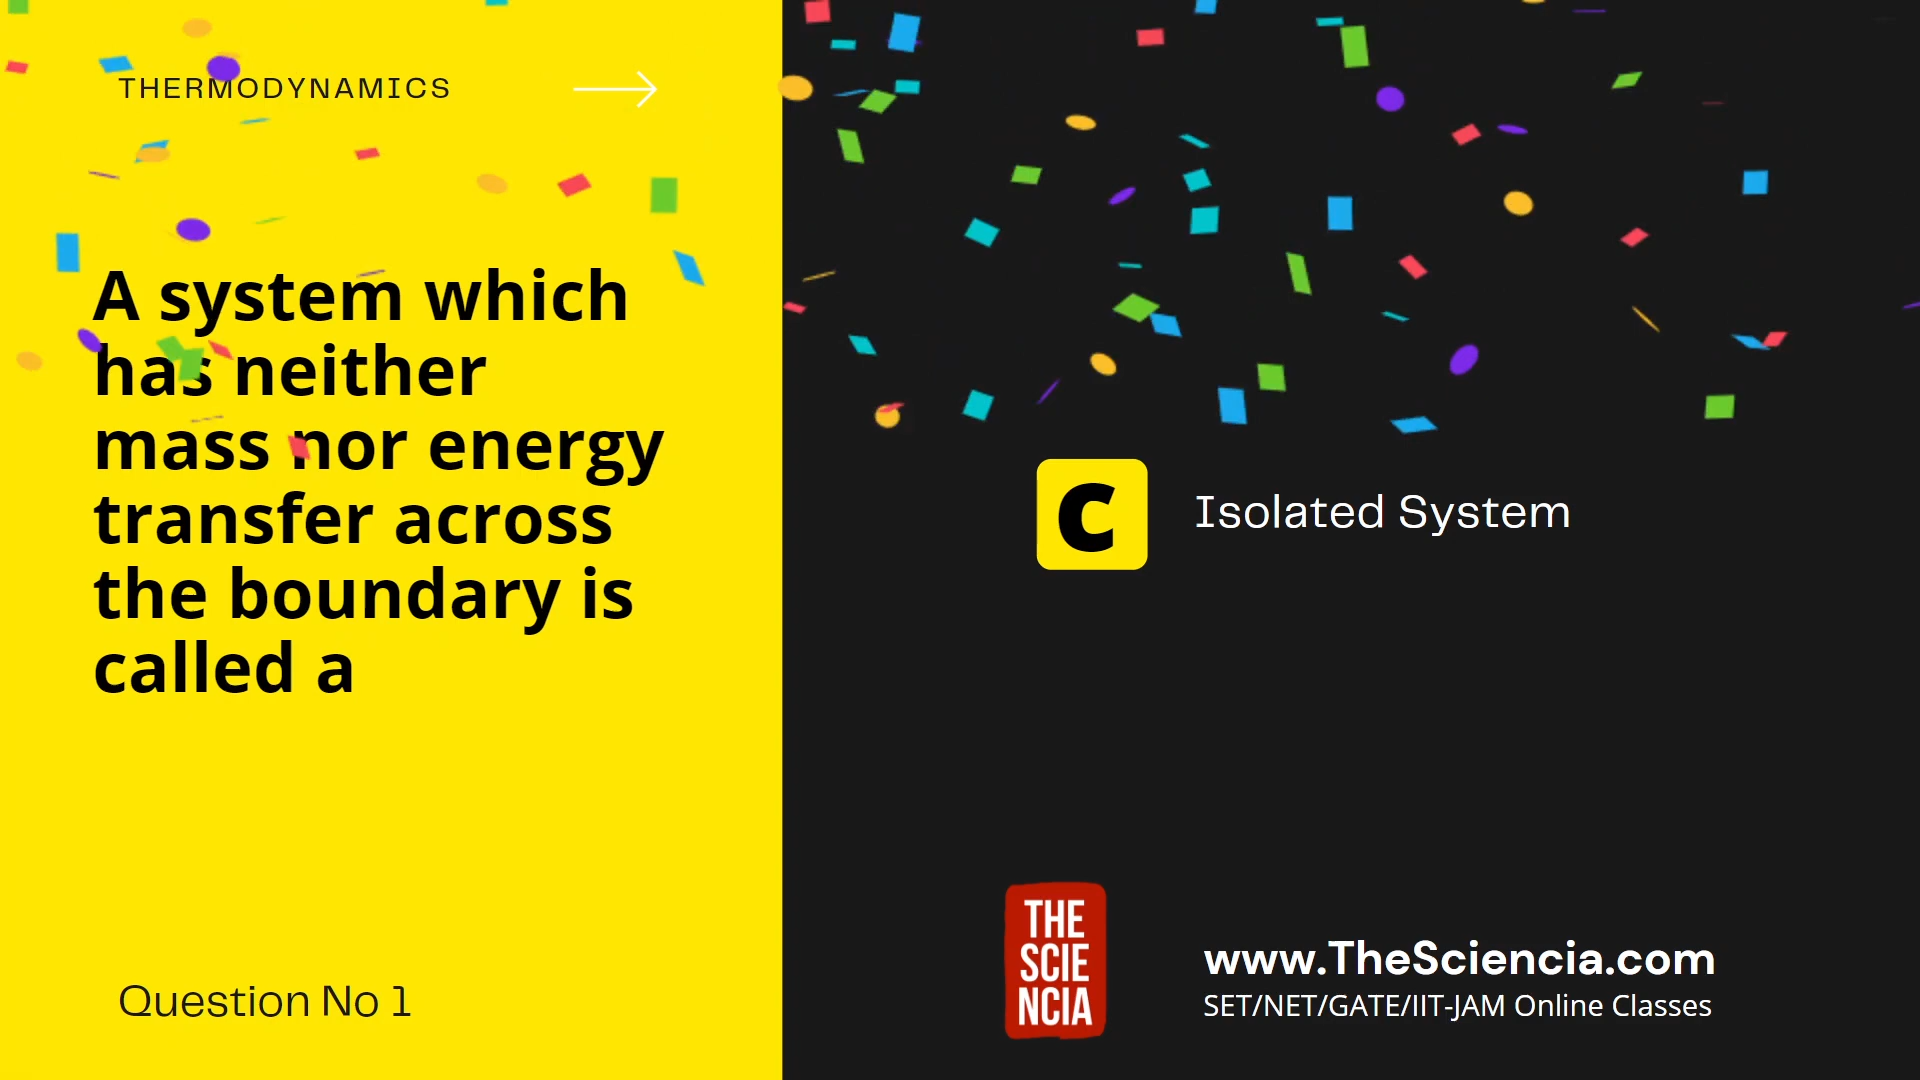 THERMODYNAMICS
A system which
has neither
mass nor energy
transfer across
the boundary is
called a
Question No 1
C
Isolated System
THE
SCIE
NCIA
www.TheSciencia.com
SET/NET/GATE/IIT-JAM Online Classes